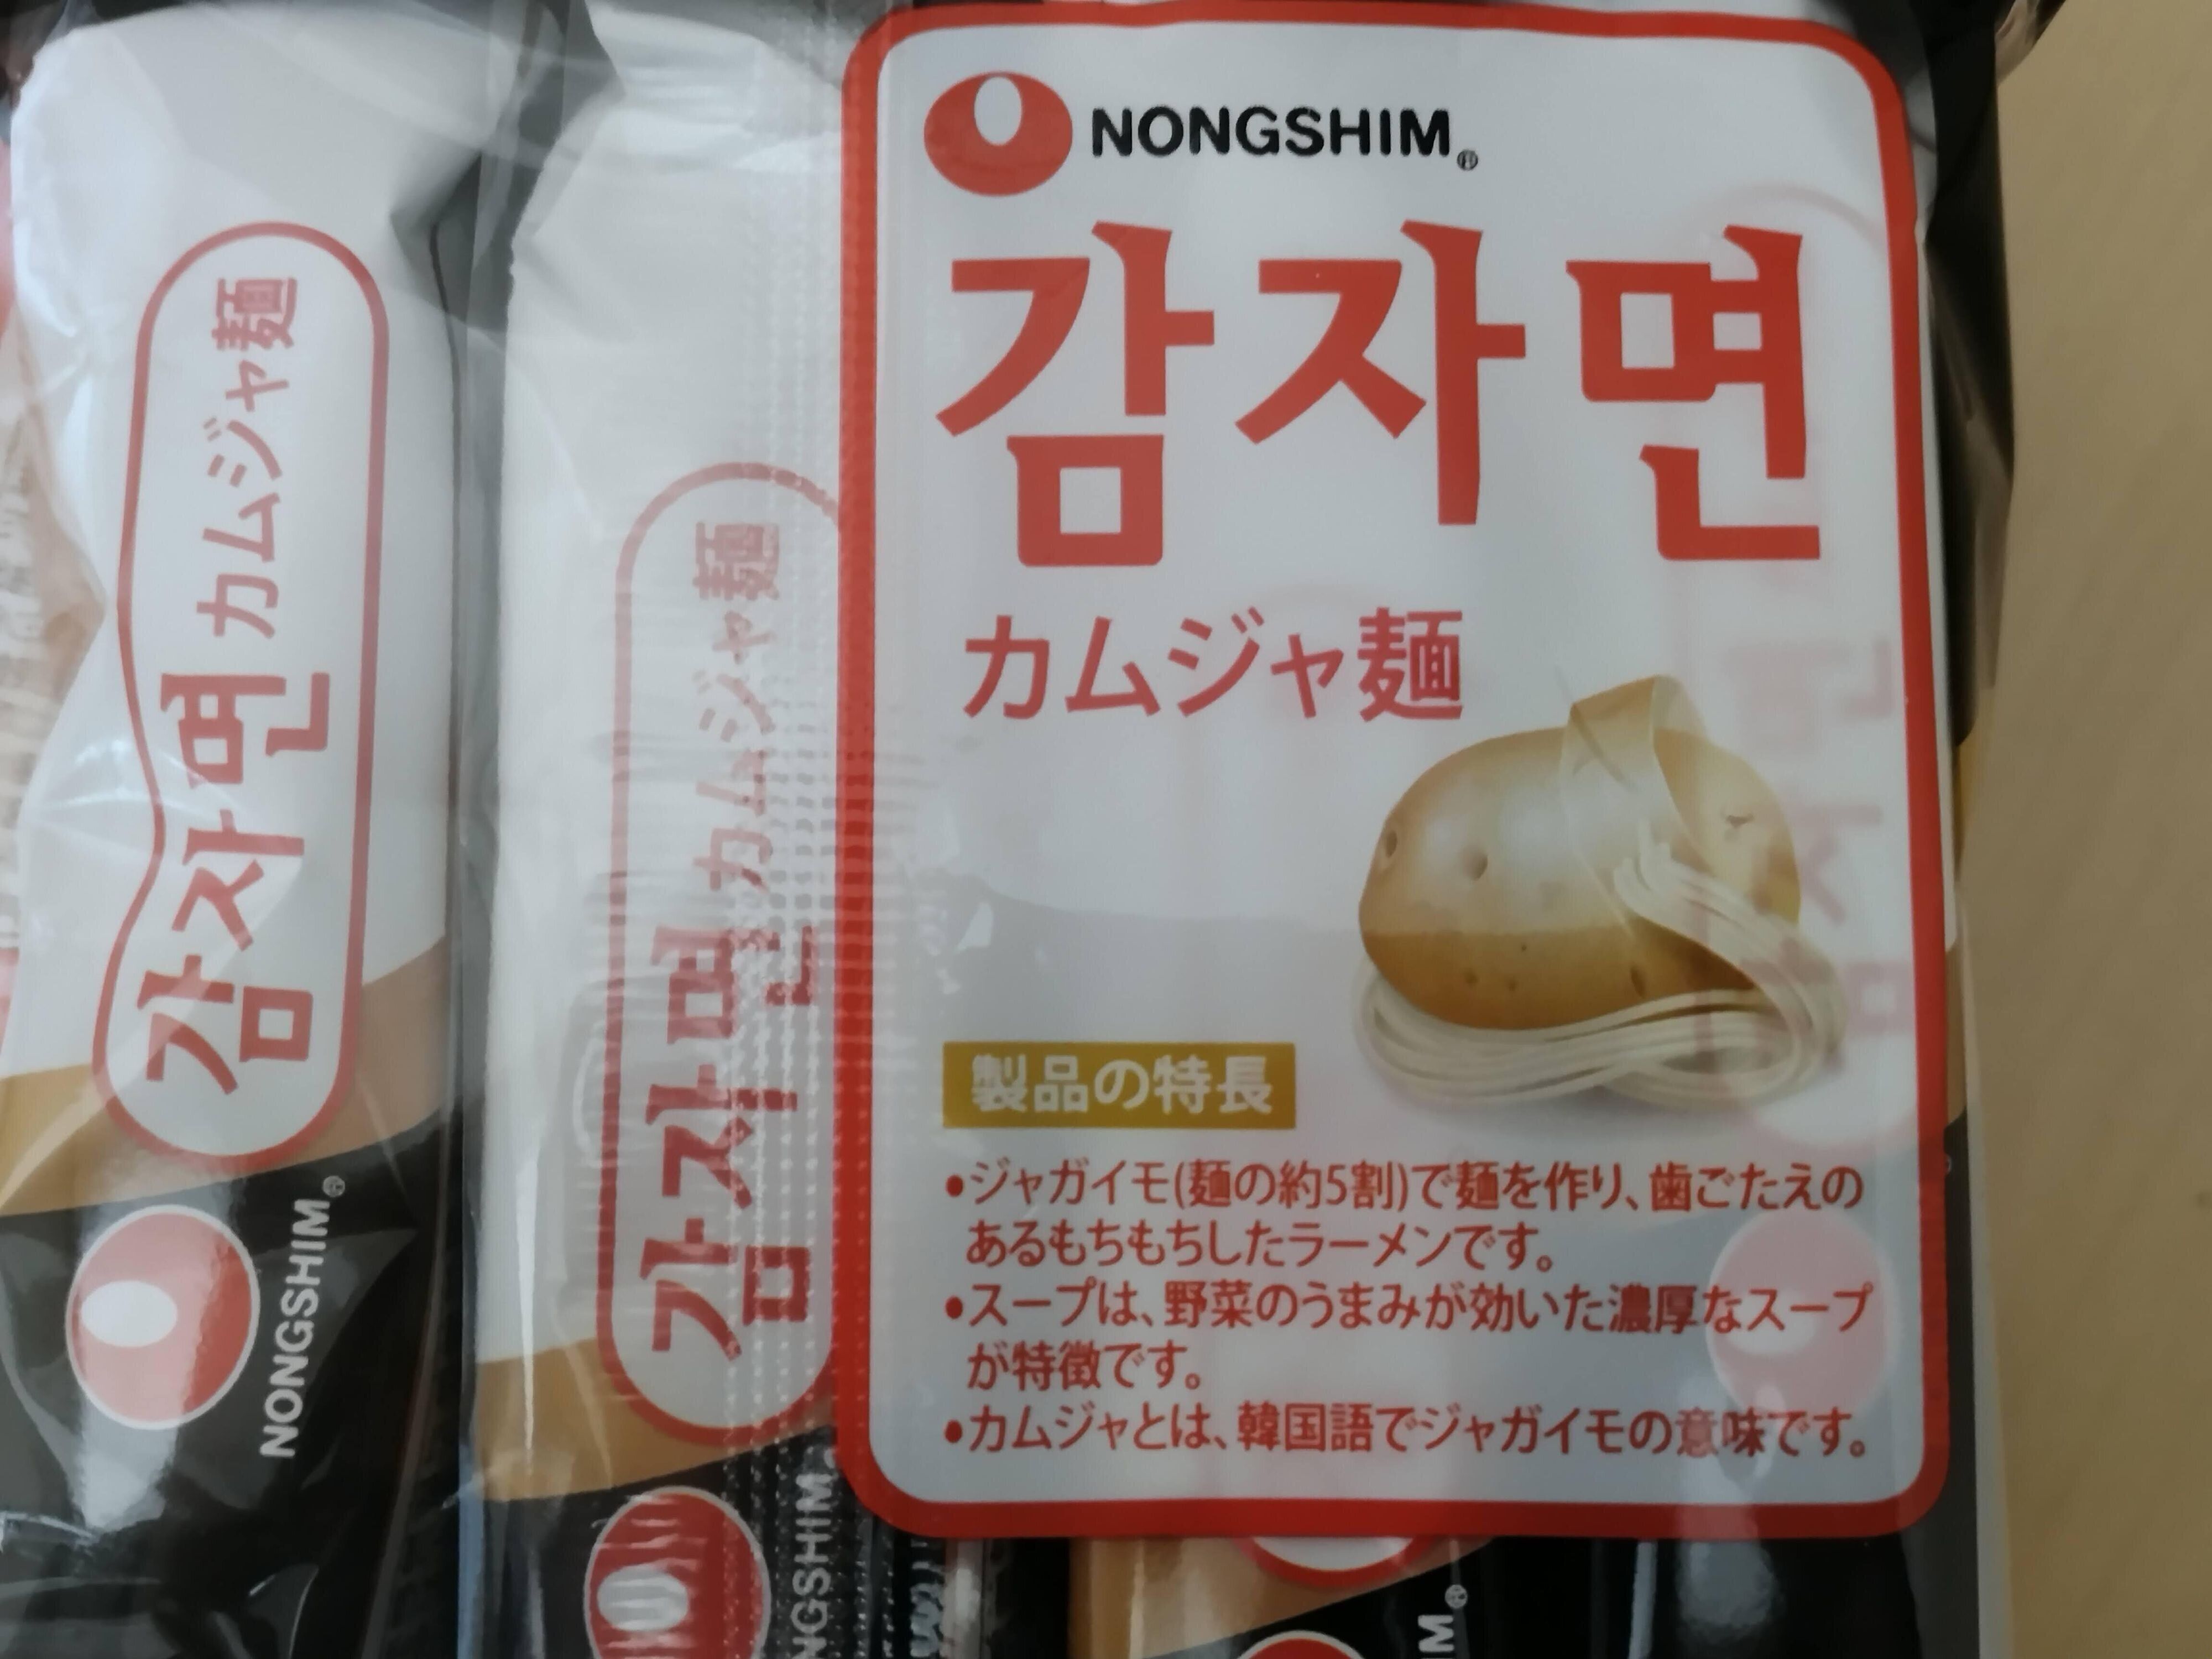 NONGSHIM®
감자면
カムジャ麺
製品の特長
•ジャガイモ(麺の約5割)で麺を作り、歯ごたえの
あるもちもちしたラーメンです。
•スープは、野菜のうまみが効いた濃厚なスープ
が特徴です。
•カムジャとは、韓国語でジャガイモの意味です。
감자면 カムジャ麺
NONGSHIM®
감자면 カムジャ麺
NGSHIM
M®